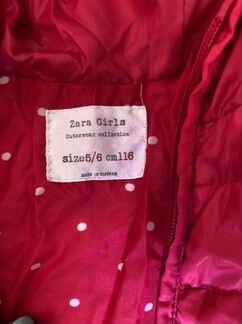 Zara Girls
Outerwear collection
size5/6 cm116
MADE IN VIETNAM